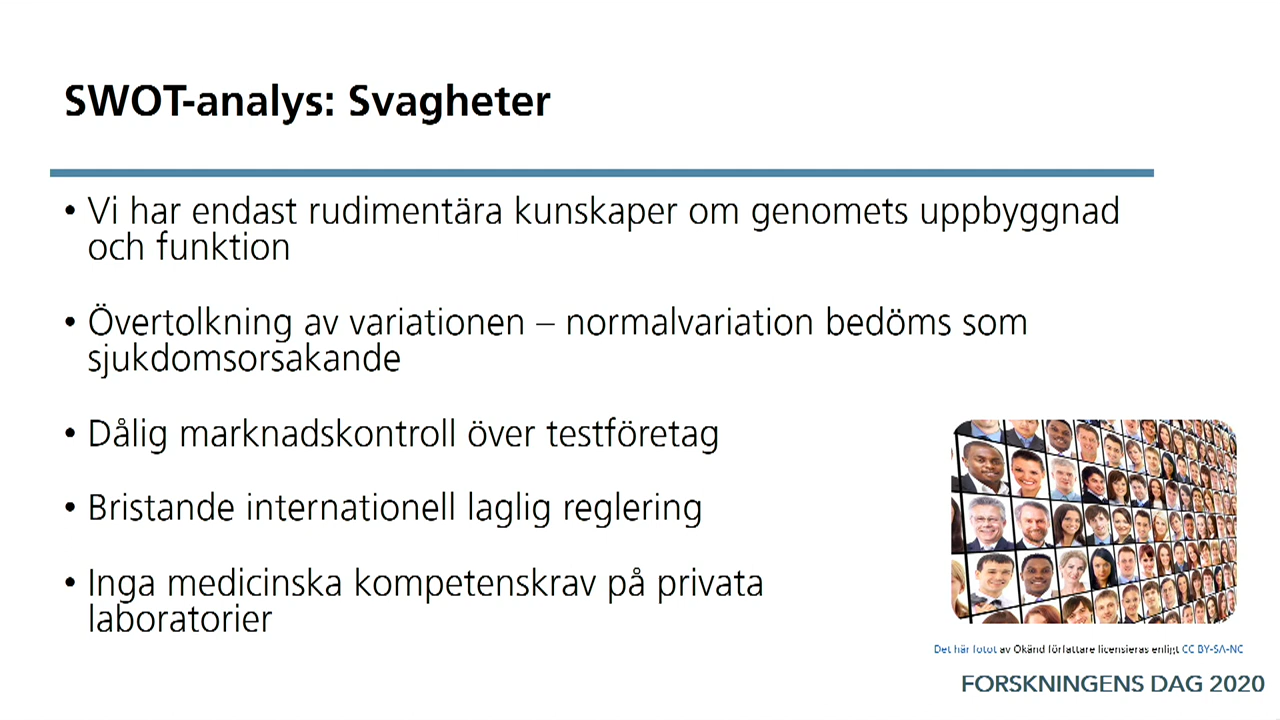 SWOT-analys: Svagheter
• Vi har endast rudimentära kunskaper om genomets uppbyggnad
och funktion
• Övertolkning av variationen – normalvariation bedöms som
sjukdomsorsakande
• Dålig marknadskontroll över testföretag
• Bristande internationell laglig reglering
• Inga medicinska kompetenskrav på privata
laboratorier
Det här fotot av Okänd författare licensieras enligt CC BY-SA-NC
FORSKNINGENS DAG 2020